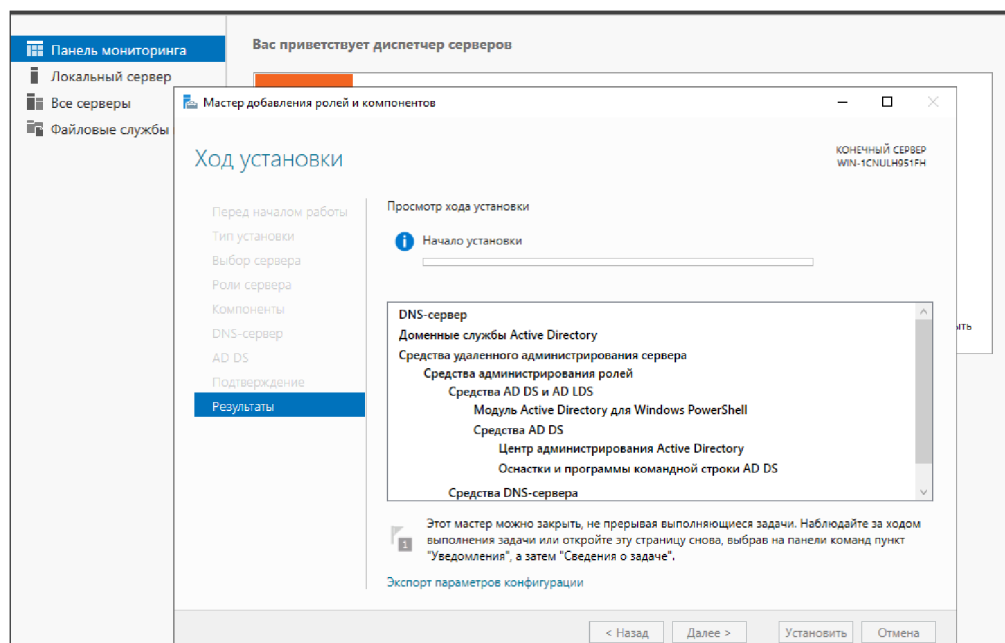 Панель мониторинга
Локальный сервер
Все серверы
Файловые службы
Вас приветствует диспетчер серверов
Мастер добавления ролей и компонентов
Ход установки
КОНЕЧНЫЙ СЕРВЕР
WIN-1CNULH951FH
Перед началом работы
Тип установки
Выбор сервера
Роли сервера
Компоненты
DNS-сервер
AD DS
Подтверждение
Результаты
Просмотр хода установки
Начало установки
DNS-сервер
Доменные службы Active Directory
Средства удаленного администрирования сервера
Средства администрирования ролей
Средства AD DS и AD LDS
Модуль Active Directory для Windows PowerShell
Средства AD DS
Центр администрирования Active Directory
Оснастки и программы командной строки AD DS
Средства DNS-сервера
ыть
1
Этот мастер можно закрыть, не прерывая выполняющиеся задачи. Наблюдайте за ходом
выполнения задачи или откройте эту страницу снова, выбрав на панели команд пункт
"Уведомления", а затем "Сведения о задаче".
Экспорт параметров конфигурации
< Назад
Далее >
Установить
Отмена